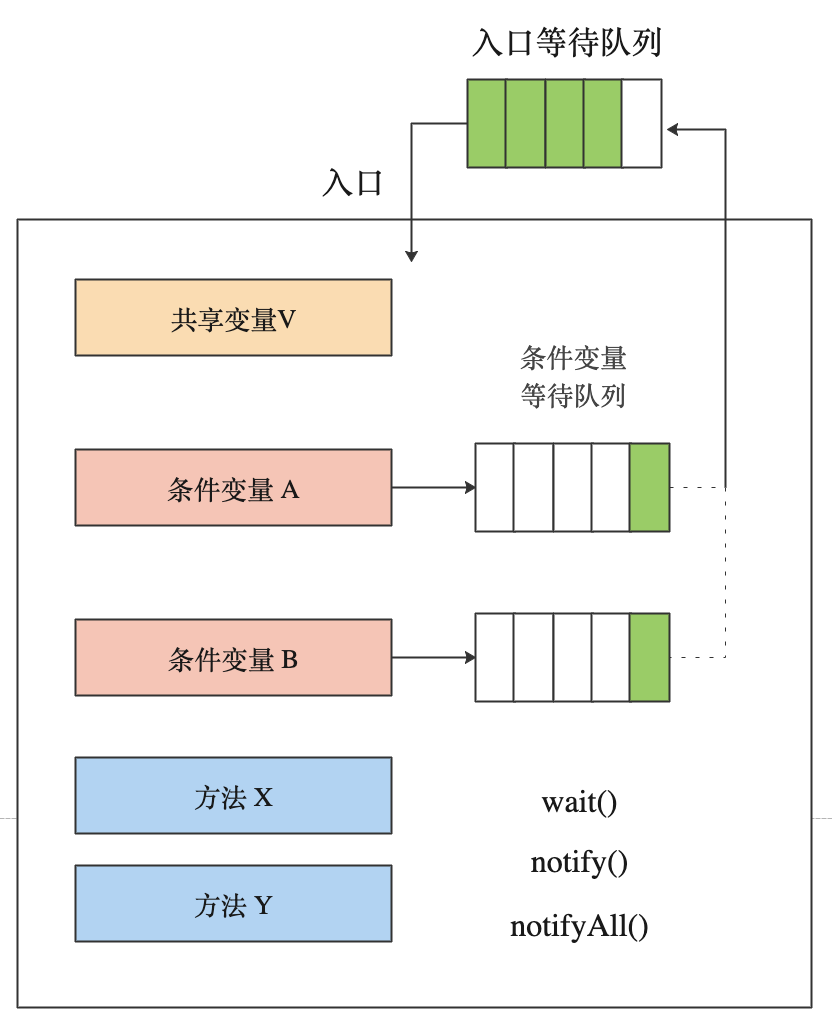 入口等待队列
入口
共享变量V
条件变量
等待队列
条件变量 A
条件变量 B
方法 X
wait()
notify()
方法 Y
notifyAll()